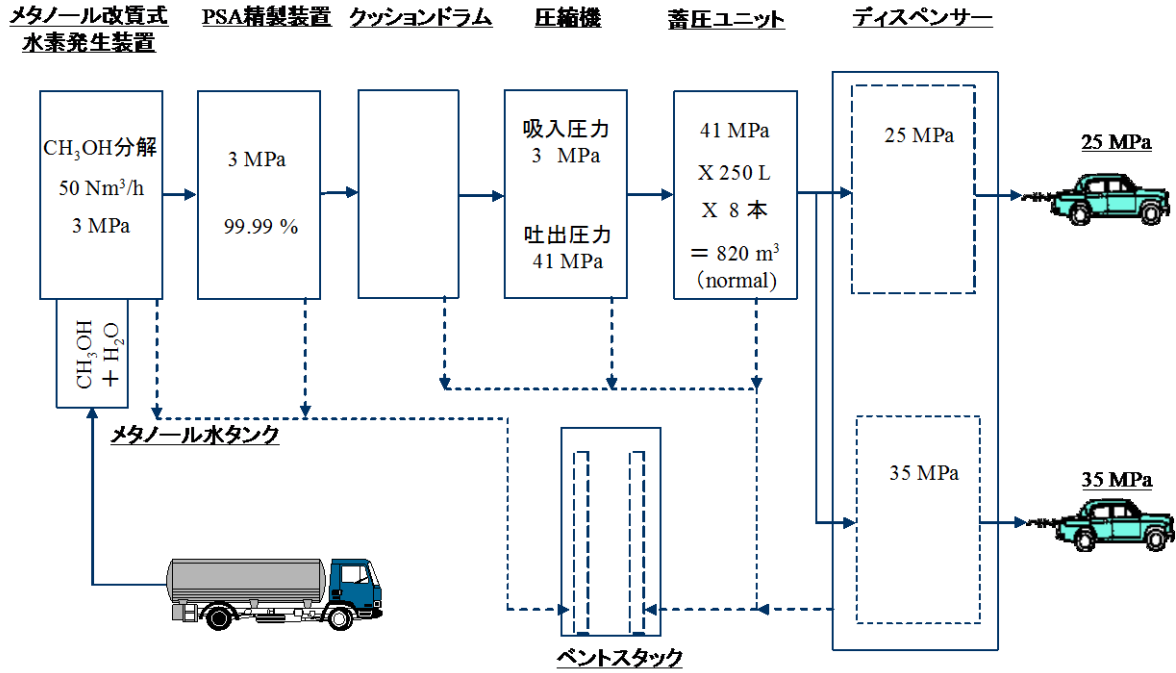 メタノール改質式
水素発生装置
PSA精製装置
クッションドラム
圧縮機
蓄圧ユニット
ディスペンサー
CH₃OH分解
50 Nm³/h
3 MPa
3 MPa
99.99 %
吸入圧力
3 MPa
吐出圧力
41 MPa
41 MPa
X 250 L
X 8 本
＝ 820 m³
（normal）
25 MPa
25 MPa
CH₃OH
＋ H₂O
メタノール水タンク
35 MPa
35 MPa
ベントスタック